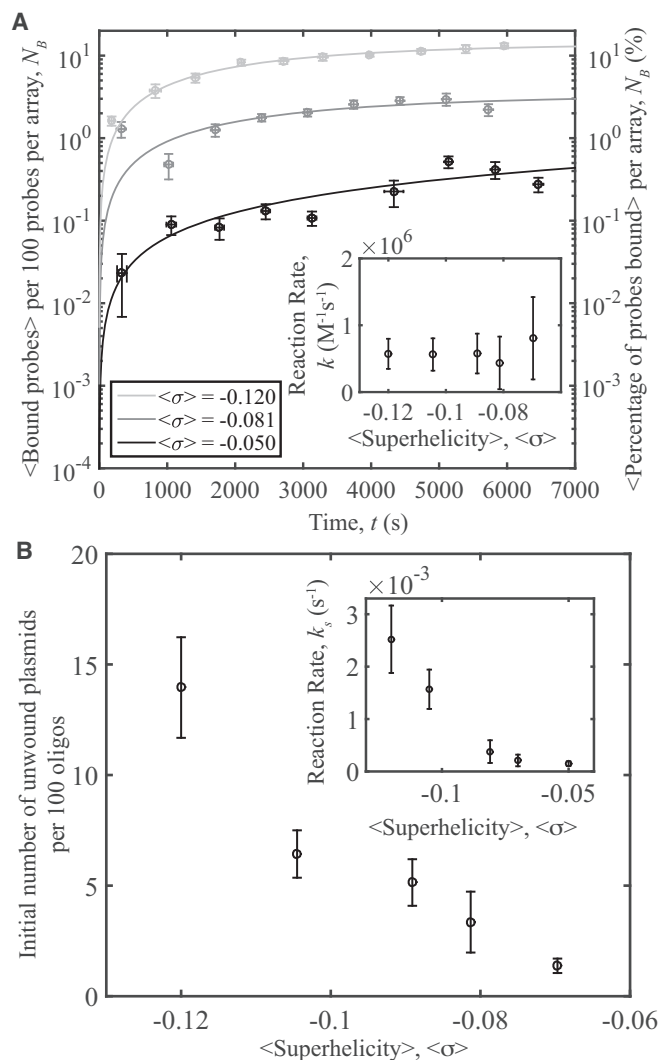 A
<Bound probes> per 100 probes per array, N_B
10^1
10^0
10^-1
10^-2
10^-3
10^-4
0 1000 2000 3000 4000 5000 6000 7000
Time, t (s)
<Percentage of probes bound> per array, N_B (%)
10^1
10^0
10^-1
10^-2
10^-3
<σ> = -0.120
<σ> = -0.081
<σ> = -0.050
×10^6
Reaction Rate,
k (M^-1s^-1)
2
1
0
-0.12 -0.1 -0.08
<Superhelicity>, <σ>
B
Initial number of unwound plasmids
per 100 oligos
20
15
10
5
0
-0.12 -0.1 -0.08 -0.06
<Superhelicity>, <σ>
×10^-3
Reaction Rate, k_s (s^-1)
3
2
1
0
-0.1 -0.05
<Superhelicity>, <σ>